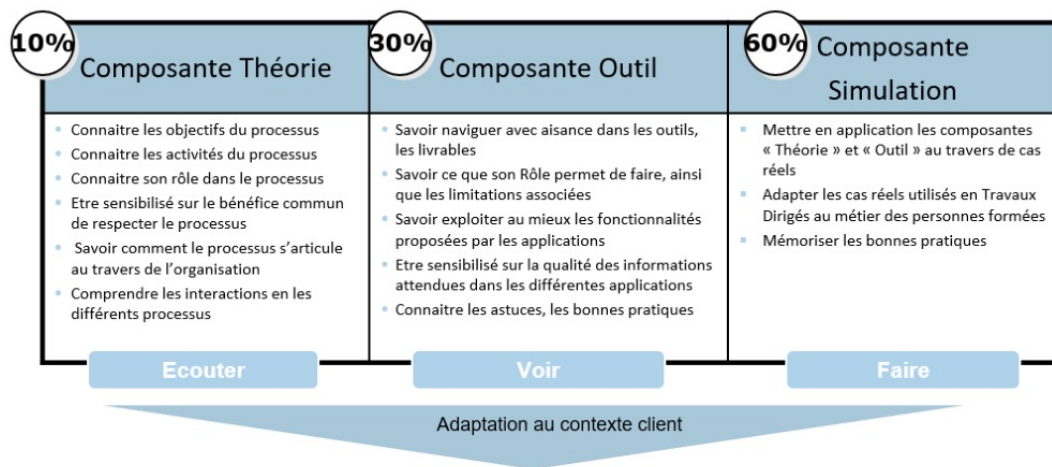 10%
Composante Théorie
Connaitre les objectifs du processus
Connaitre les activités du processus
Connaitre son rôle dans le processus
Etre sensibilisé sur le bénéfice commun
de respecter le processus
Savoir comment le processus s’articule
au travers de l’organisation
Comprendre les interactions en les
différents processus
Ecouter
30%
Composante Outil
Savoir naviguer avec aisance dans les outils,
les livrables
Savoir ce que son Rôle permet de faire, ainsi
que les limitations associées
Savoir exploiter au mieux les fonctionnalités
proposées par les applications
Etre sensibilisé sur la qualité des informations
attendues dans les différentes applications
Connaitre les astuces, les bonnes pratiques
Voir
60%
Composante
Simulation
Mettre en application les composantes
« Théorie » et « Outil » au travers de cas
réels
Adapter les cas réels utilisés en Travaux
Dirigés au métier des personnes formées
Mémoriser les bonnes pratiques
Faire
Adaptation au contexte client